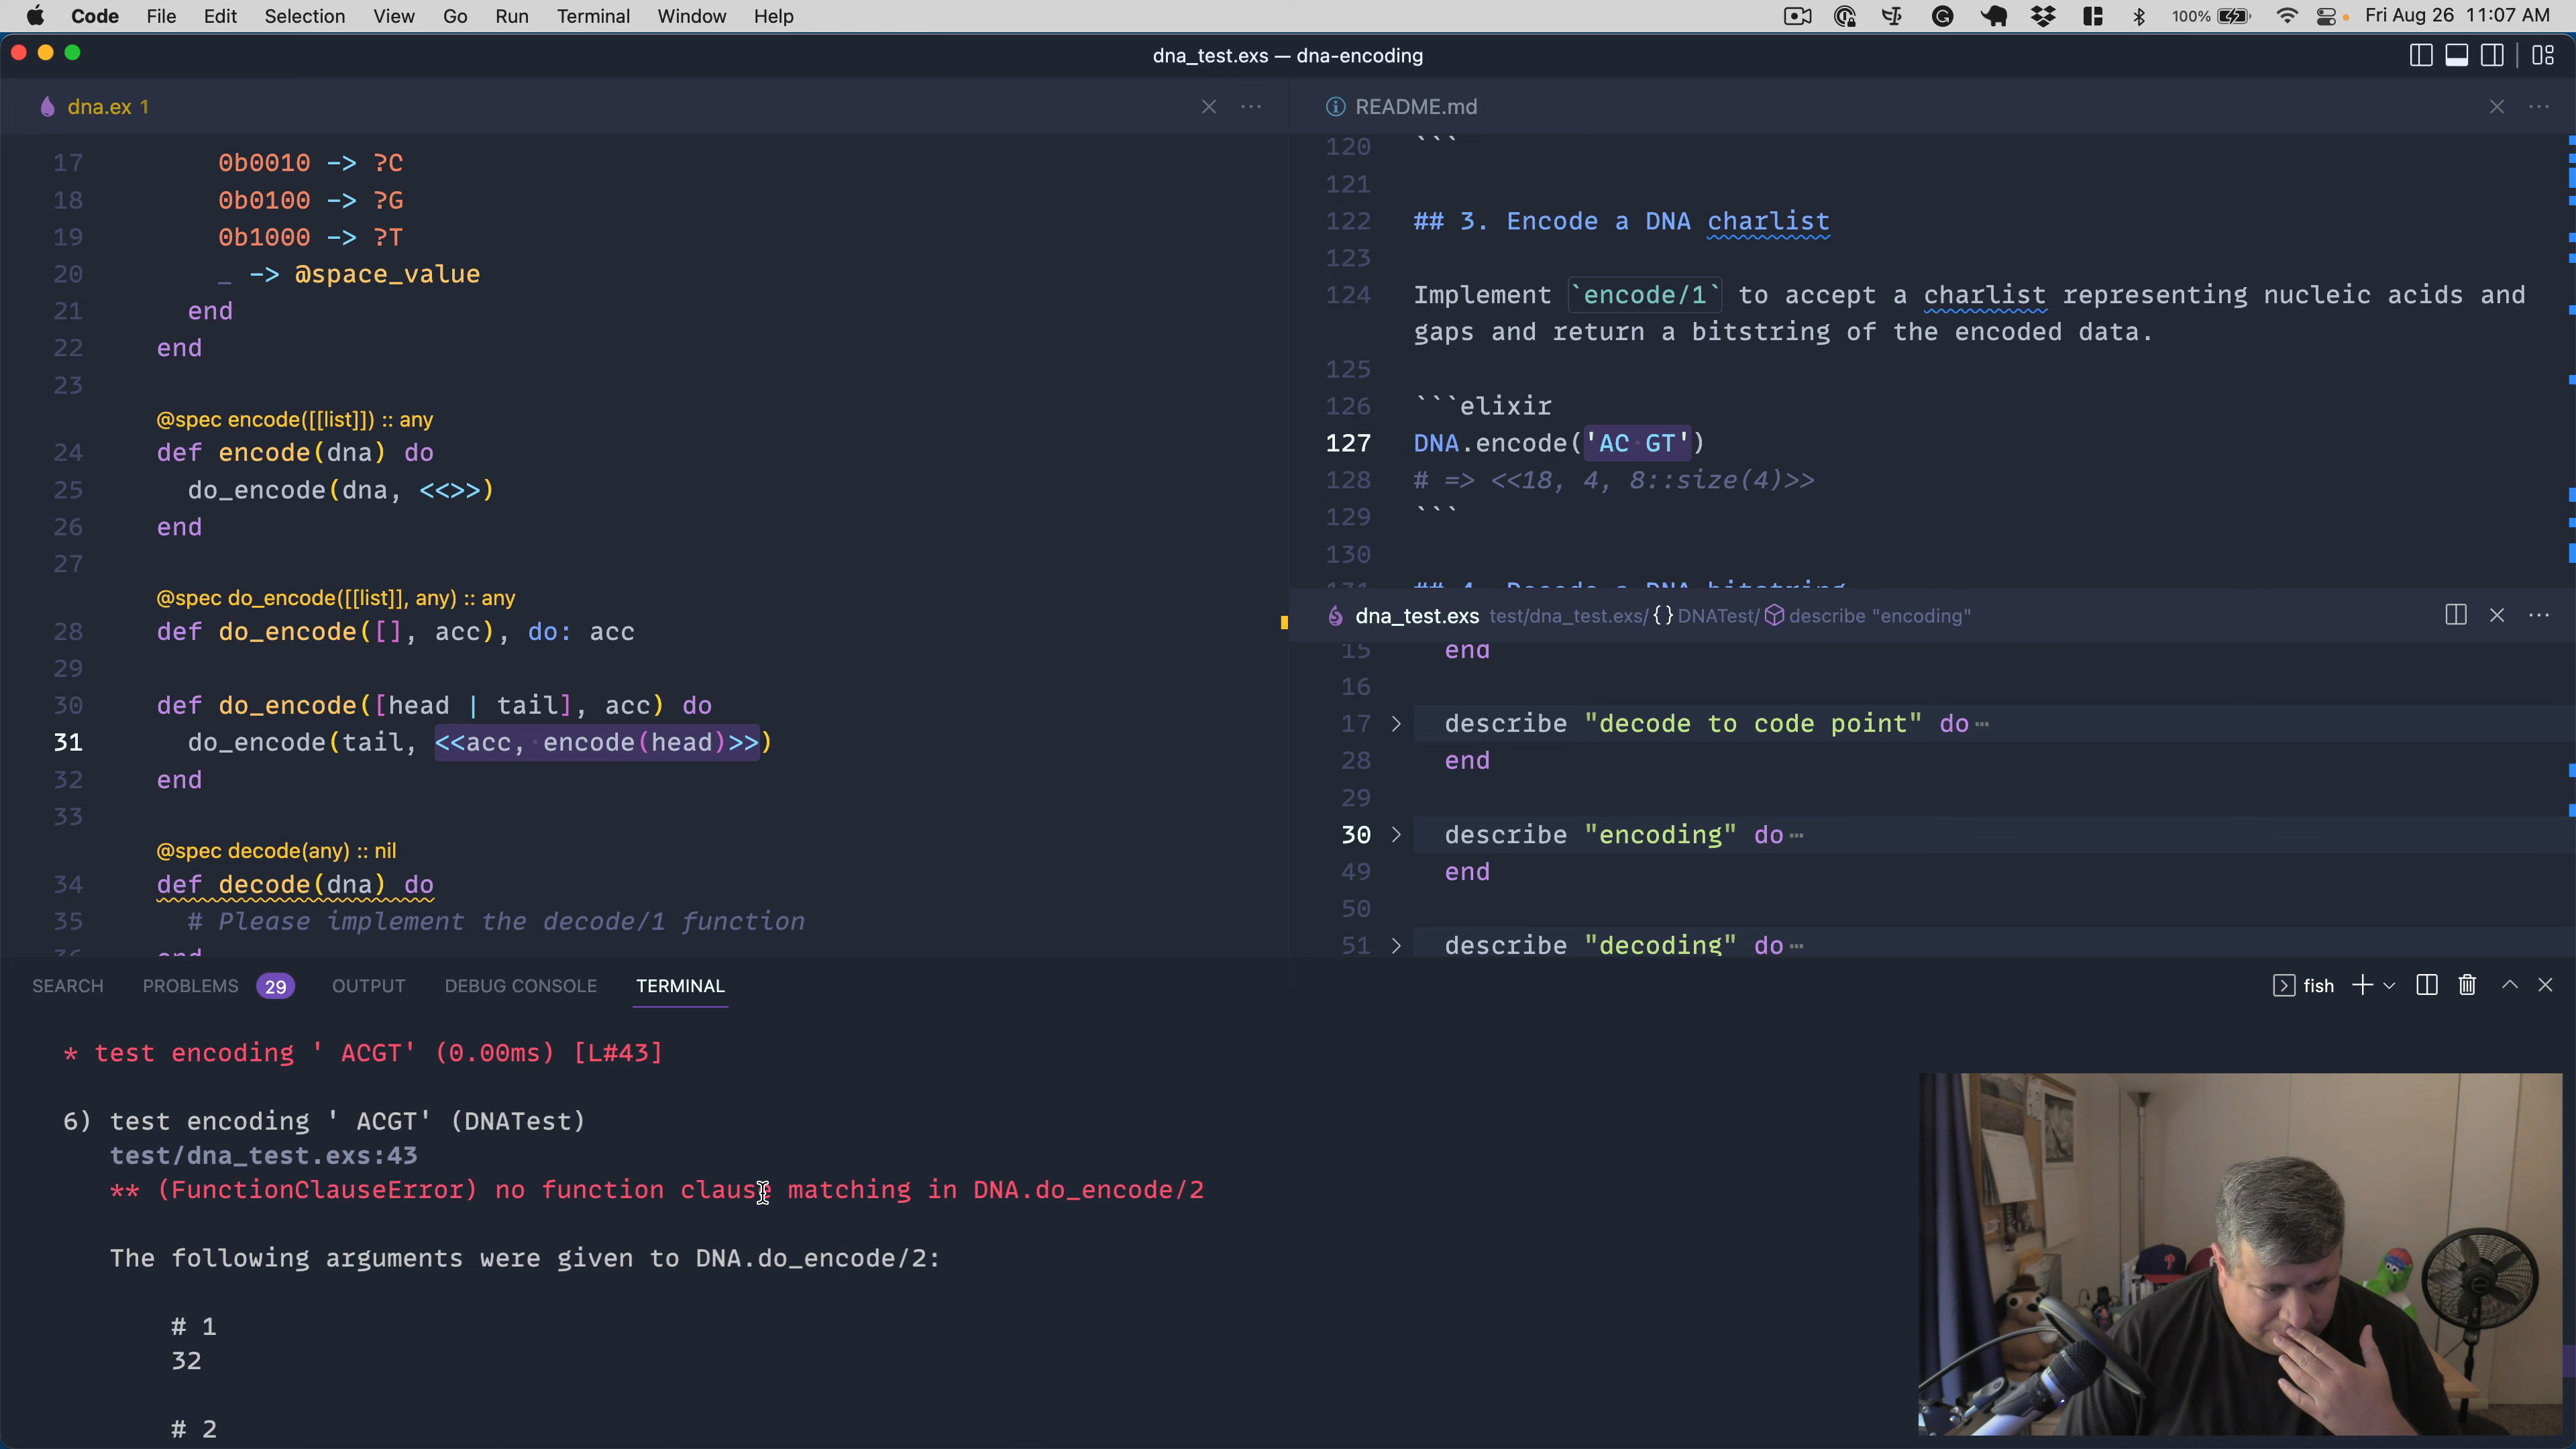 Code File Edit Selection View Go Run Terminal Window Help 100% Fri Aug 26 11:07 AM
dna_test.exs — dna-encoding
dna.ex 1
17 0b0010 -> ?C
18 0b0100 -> ?G
19 0b1000 -> ?T
20 _ -> @space_value
21 end
22 end
23
@spec encode([[list]]) :: any
24 def encode(dna) do
25 do_encode(dna, <<>>)
26 end
27
@spec do_encode([[list]], any) :: any
28 def do_encode([], acc), do: acc
29
30 def do_encode([head | tail], acc) do
31 do_encode(tail, <<acc, encode(head)>>)
32 end
33
@spec decode(any) :: nil
34 def decode(dna) do
35 # Please implement the decode/1 function
36 end
README.md
120 ```
121
122 ## 3. Encode a DNA charlist
123
124 Implement `encode/1` to accept a charlist representing nucleic acids and
gaps and return a bitstring of the encoded data.
125
126 ```elixir
127 DNA.encode('AC GT')
128 # => <<18, 4, 8::size(4)>>
129 ```
130
131 ## 4. Decode a DNA bitstring
dna_test.exs test/dna_test.exs/ {} DNATest/ describe "encoding"
15 end
16
17 > describe "decode to code point" do
28 end
29
30 > describe "encoding" do
49 end
50
51 > describe "decoding" do
SEARCH PROBLEMS 29 OUTPUT DEBUG CONSOLE TERMINAL fish
* test encoding ' ACGT' (0.00ms) [L#43]
6) test encoding ' ACGT' (DNATest)
test/dna_test.exs:43
** (FunctionClauseError) no function clause matching in DNA.do_encode/2
The following arguments were given to DNA.do_encode/2:
# 1
32
# 2